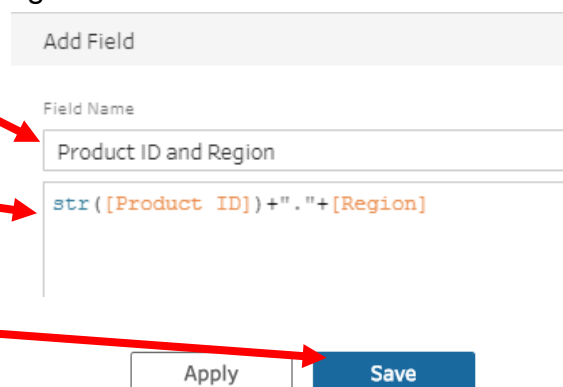 Add Field
Field Name
Product ID and Region
str([Product ID])+"."+[Region]
Apply Save